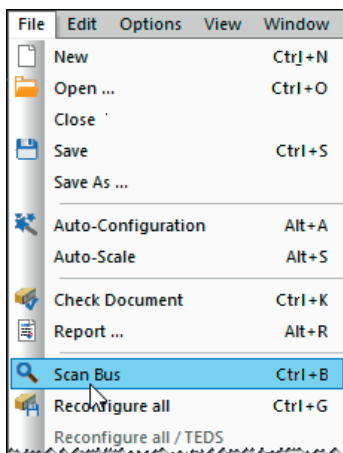 File Edit Options View Window
New Ctrl+N
Open ... Ctrl+O
Close
Save Ctrl+S
Save As ...
Auto-Configuration Alt+A
Auto-Scale Alt+S
Check Document Ctrl+K
Report ... Alt+R
Scan Bus Ctrl+B
Reconfigure all Ctrl+G
Reconfigure all / TEDS